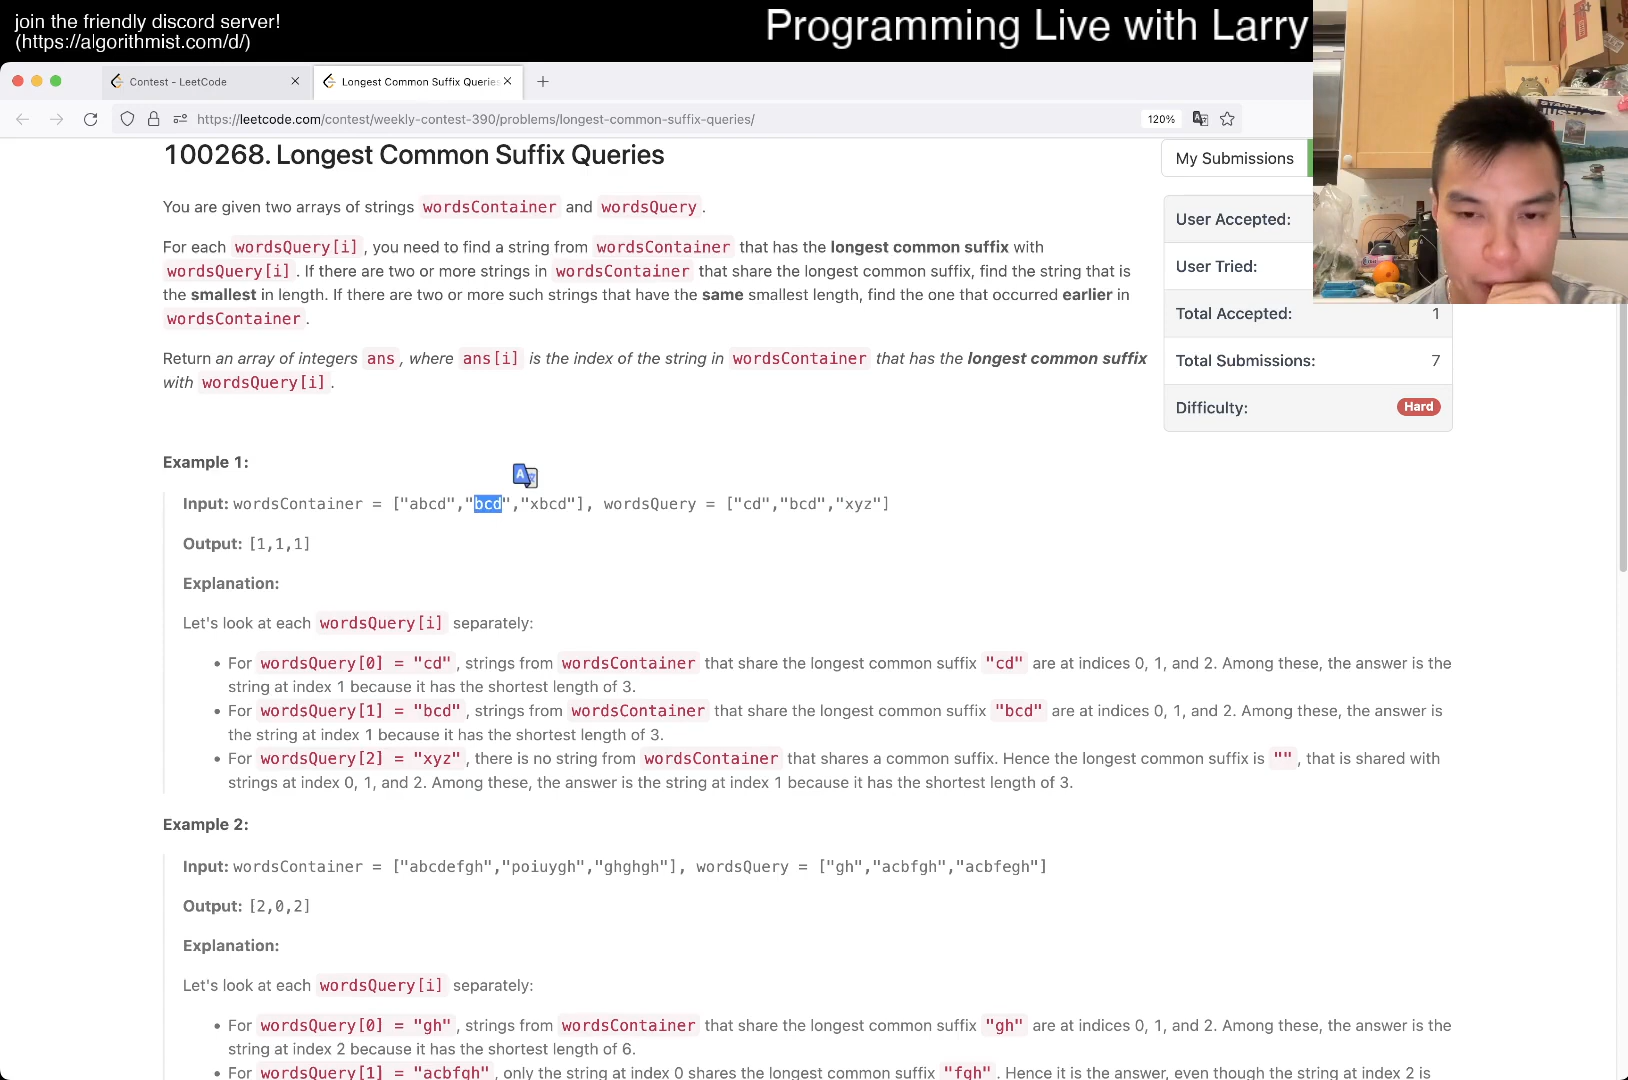 join the friendly discord server!
(https://algorithmist.com/d/)
Programming Live with Larry
Contest - LeetCode
Longest Common Suffix Queries
https://leetcode.com/contest/weekly-contest-390/problems/longest-common-suffix-queries/
120%
100268. Longest Common Suffix Queries
My Submissions
You are given two arrays of strings wordsContainer and wordsQuery.
For each wordsQuery[i], you need to find a string from wordsContainer that has the longest common suffix with
wordsQuery[i]. If there are two or more strings in wordsContainer that share the longest common suffix, find the string that is
the smallest in length. If there are two or more such strings that have the same smallest length, find the one that occurred earlier in
wordsContainer.
Return an array of integers ans, where ans[i] is the index of the string in wordsContainer that has the longest common suffix
with wordsQuery[i].
User Accepted:
User Tried:
Total Accepted: 1
Total Submissions: 7
Difficulty: Hard
Example 1:
Input: wordsContainer = ["abcd","bcd","xbcd"], wordsQuery = ["cd","bcd","xyz"]
Output: [1,1,1]
Explanation:
Let's look at each wordsQuery[i] separately:
• For wordsQuery[0] = "cd", strings from wordsContainer that share the longest common suffix "cd" are at indices 0, 1, and 2. Among these, the answer is the
string at index 1 because it has the shortest length of 3.
• For wordsQuery[1] = "bcd", strings from wordsContainer that share the longest common suffix "bcd" are at indices 0, 1, and 2. Among these, the answer is
the string at index 1 because it has the shortest length of 3.
• For wordsQuery[2] = "xyz", there is no string from wordsContainer that shares a common suffix. Hence the longest common suffix is "", that is shared with
strings at index 0, 1, and 2. Among these, the answer is the string at index 1 because it has the shortest length of 3.
Example 2:
Input: wordsContainer = ["abcdefgh","poiuygh","ghghgh"], wordsQuery = ["gh","acbfgh","acbfegh"]
Output: [2,0,2]
Explanation:
Let's look at each wordsQuery[i] separately:
• For wordsQuery[0] = "gh", strings from wordsContainer that share the longest common suffix "gh" are at indices 0, 1, and 2. Among these, the answer is the
string at index 2 because it has the shortest length of 6.
• For wordsQuery[1] = "acbfgh", only the string at index 0 shares the longest common suffix "fgh". Hence it is the answer, even though the string at index 2 is